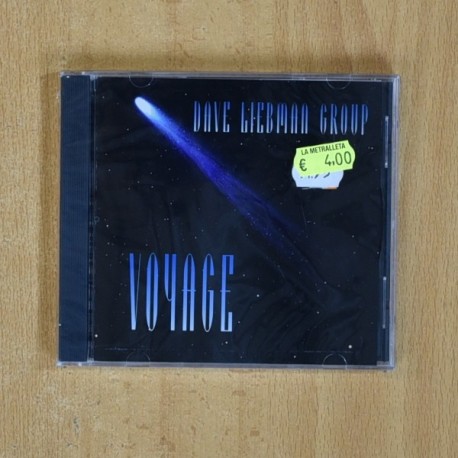 DAVE LIEBMAN GROUP
LA METRALLETA
€ 4,00
VOYAGE